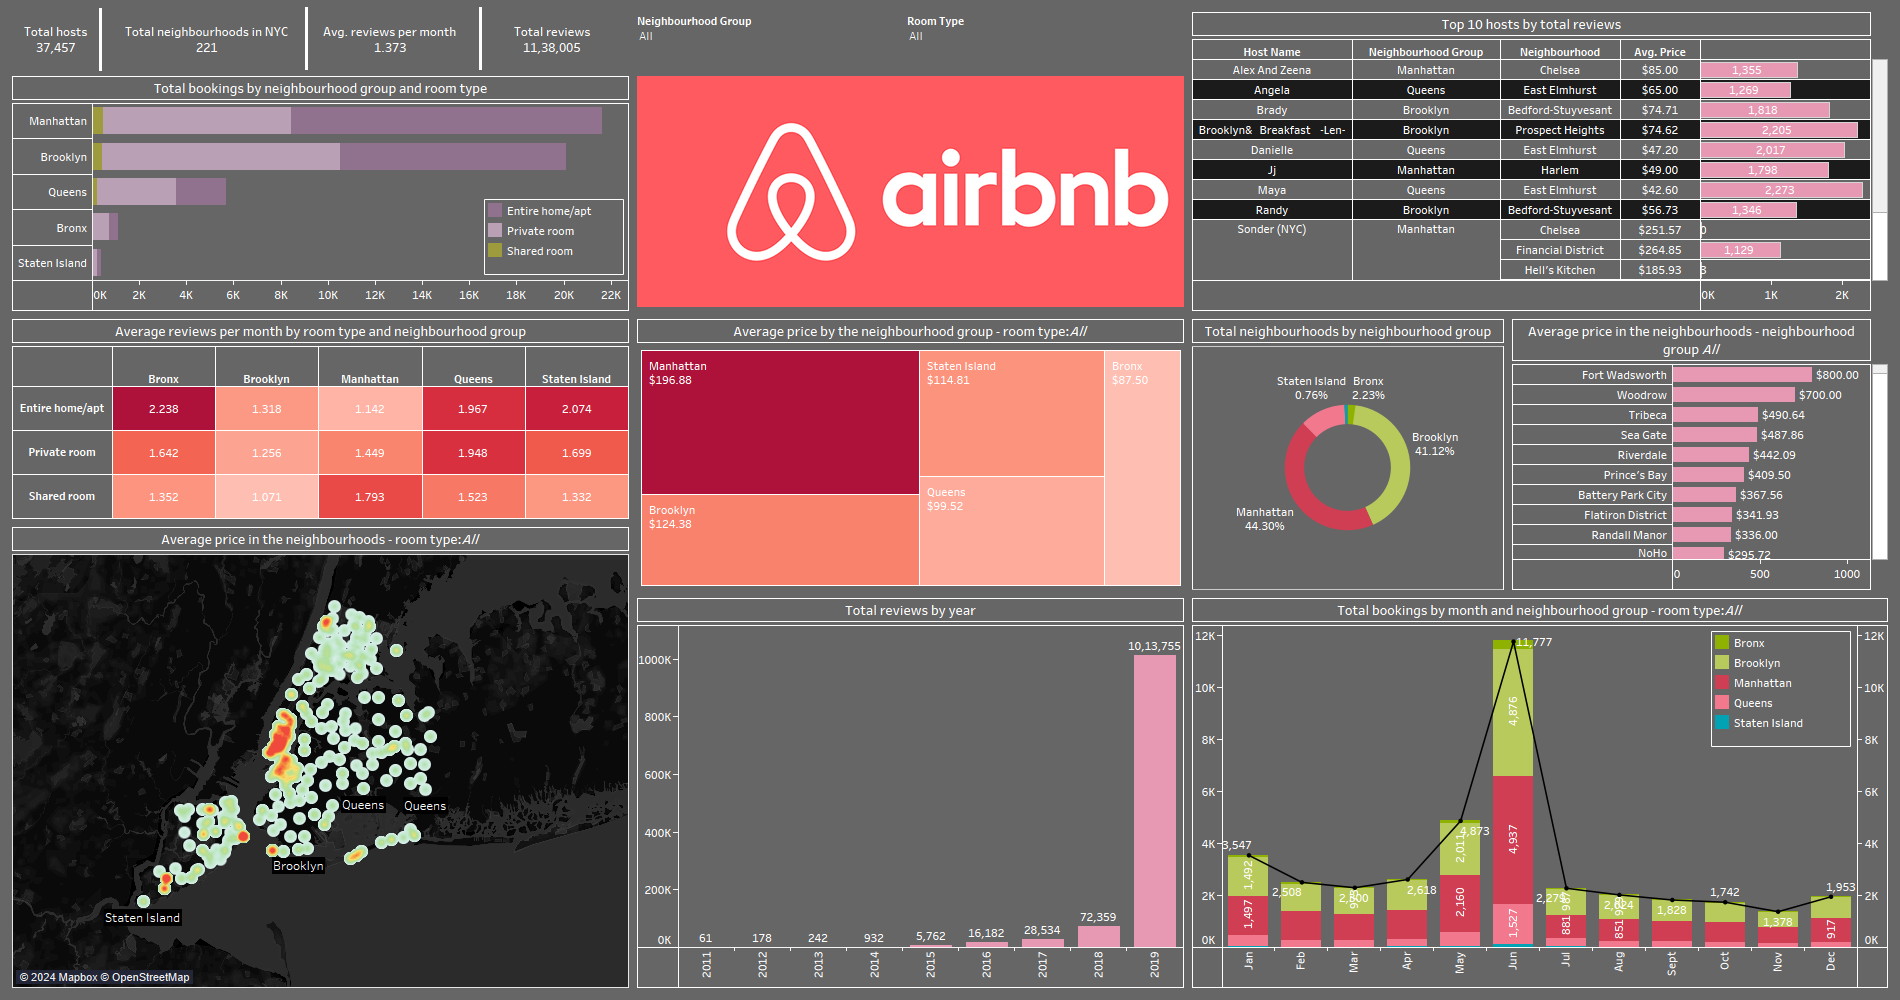 Total hosts
37,457
Total neighbourhoods in NYC
221
Avg. reviews per month
1.373
Total reviews
11,38,005
Neighbourhood Group
All
Room Type
All
Total bookings by neighbourhood group and room type
Manhattan
Brooklyn
Queens
Bronx
Staten Island
Entire home/apt
Private room
Shared room
0K 2K 4K 6K 8K 10K 12K 14K 16K 18K 20K 22K
airbnb
Top 10 hosts by total reviews
Host Name Neighbourhood Group Neighbourhood Avg. Price
Alex And Zeena Manhattan Chelsea $85.00 1,355
Angela Queens East Elmhurst $65.00 1,269
Brady Brooklyn Bedford-Stuyvesant $74.71 1,818
Brooklyn& Breakfast -Len- Brooklyn Prospect Heights $74.62 2,205
Danielle Queens East Elmhurst $47.20 2,017
Jj Manhattan Harlem $49.00 1,798
Maya Queens East Elmhurst $42.60 2,273
Randy Brooklyn Bedford-Stuyvesant $56.73 1,346
Sonder (NYC) Manhattan Chelsea $251.57 0
Financial District $264.85 1,129
Hell's Kitchen $185.93 3
0K 1K 2K
Average reviews per month by room type and neighbourhood group
Bronx Brooklyn Manhattan Queens Staten Island
Entire home/apt 2.238 1.318 1.142 1.967 2.074
Private room 1.642 1.256 1.449 1.948 1.699
Shared room 1.352 1.071 1.793 1.523 1.332
Average price by the neighbourhood group - room type:All
Manhattan
$196.88
Staten Island
$114.81
Bronx
$87.50
Brooklyn
$124.38
Queens
$99.52
Total neighbourhoods by neighbourhood group
Staten Island
0.76%
Bronx
2.23%
Brooklyn
41.12%
Manhattan
44.30%
Average price in the neighbourhoods - neighbourhood
group All
Fort Wadsworth $800.00
Woodrow $700.00
Tribeca $490.64
Sea Gate $487.86
Riverdale $442.09
Prince's Bay $409.50
Battery Park City $367.56
Flatiron District $341.93
Randall Manor $336.00
NoHo $295.72
0 500 1000
Average price in the neighbourhoods - room type:All
Queens
Queens
Brooklyn
Staten Island
© 2024 Mapbox © OpenStreetMap
Total reviews by year
1000K
800K
600K
400K
200K
0K
61 178 242 932 5,762 16,182 28,534 72,359 10,13,755
2011 2012 2013 2014 2015 2016 2017 2018 2019
Total bookings by month and neighbourhood group - room type:All
12K
10K
8K
6K
4K
2K
0K
Bronx
Brooklyn
Manhattan
Queens
Staten Island
12K
10K
8K
6K
4K
2K
0K
3,547
1,492
1,497
2,508
2,618
4,873
2,160
11,777
4,876
4,937
1,527
881
851
1,828
1,742
1,378
1,953
917
Jan Feb Mar Apr May Jun Jul Aug Sept Oct Nov Dec